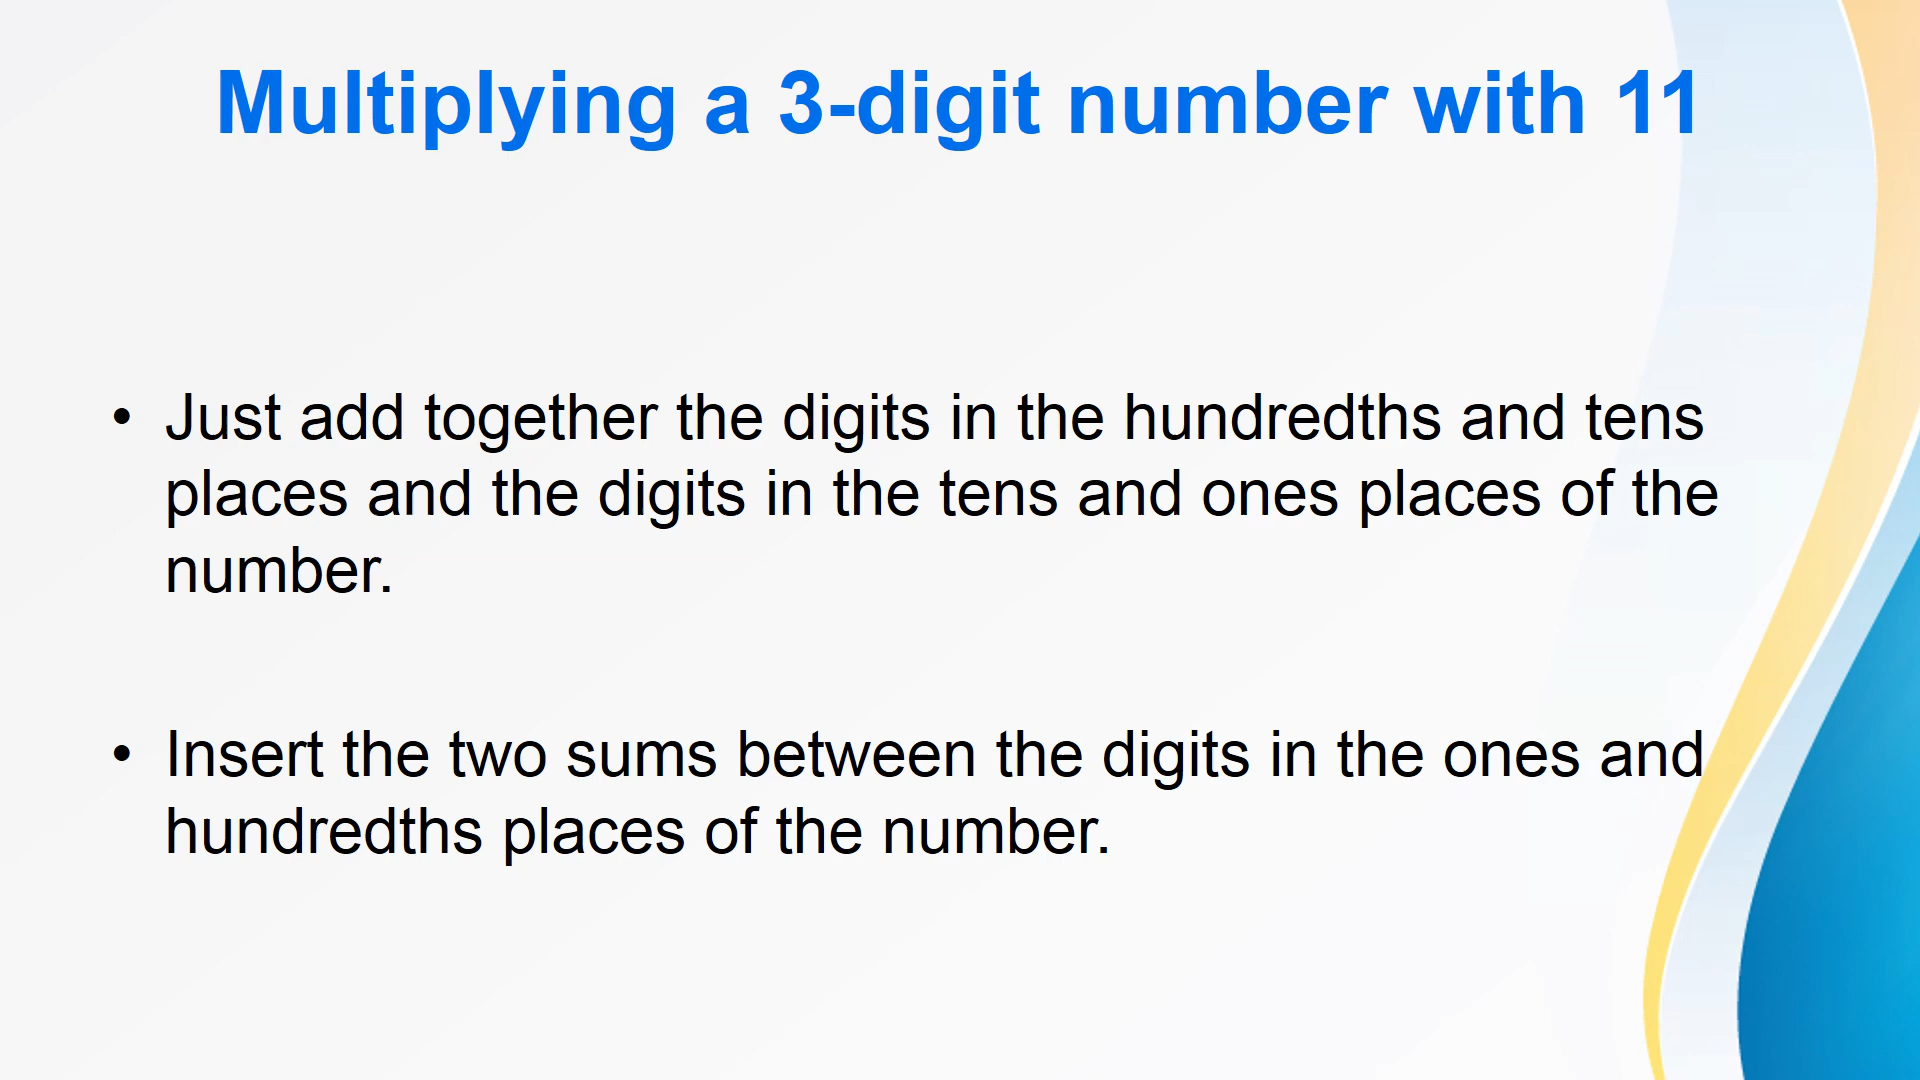 Multiplying a 3-digit number with 11
• Just add together the digits in the hundredths and tens
places and the digits in the tens and ones places of the
number.
• Insert the two sums between the digits in the ones and
hundredths places of the number.